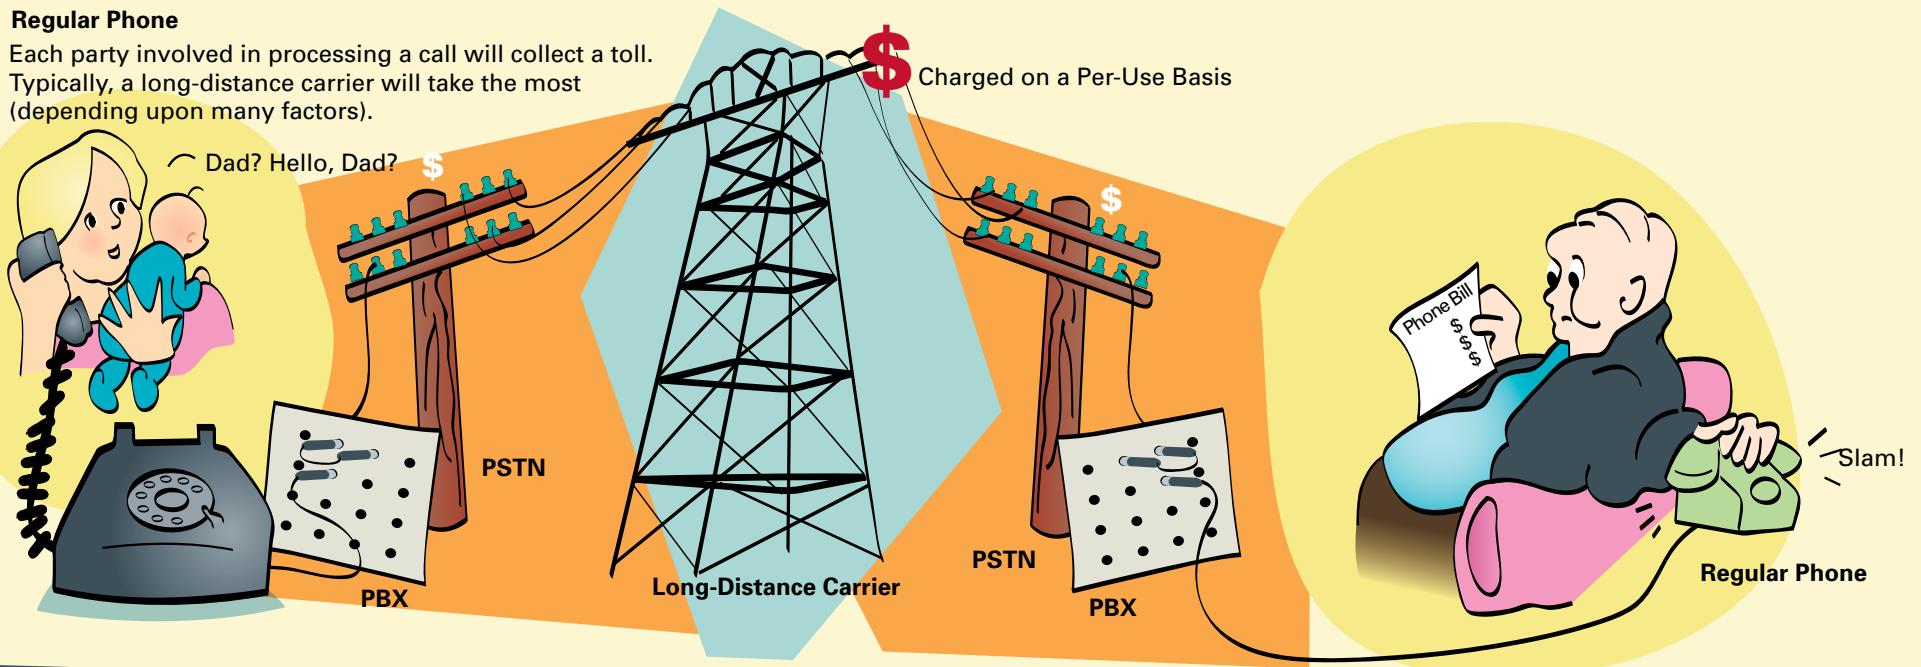 Regular Phone
Each party involved in processing a call will collect a toll.
Typically, a long-distance carrier will take the most
(depending upon many factors).
Dad? Hello, Dad?
$
$
Charged on a Per-Use Basis
$
Phone Bill
$
$
$
$
Slam!
PSTN
PBX
Long-Distance Carrier
PSTN
PBX
Regular Phone